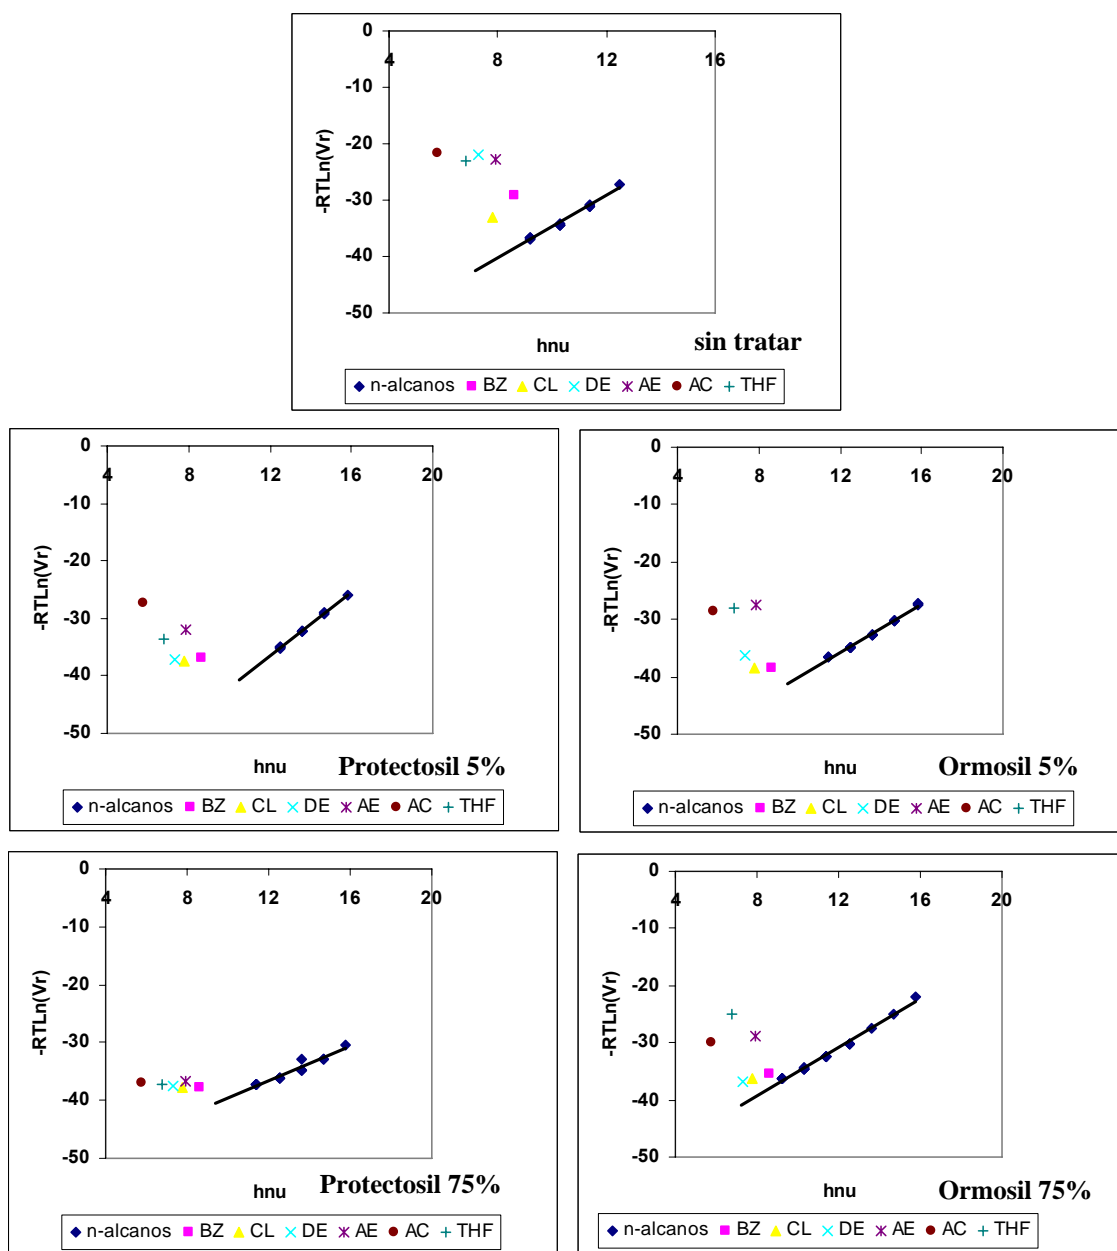 0
4 8 12 16
-10
-20
-30
-40
-50
-RTLn(Vr)
hnu
sin tratar
n-alcanos BZ CL DE AE AC THF
0
4 8 12 16 20
-10
-20
-30
-40
-50
-RTLn(Vr)
hnu
Protectosil 5%
n-alcanos BZ CL DE AE AC THF
0
4 8 12 16 20
-10
-20
-30
-40
-50
-RTLn(Vr)
hnu
Ormosil 5%
n-alcanos BZ CL DE AE AC THF
0
4 8 12 16 20
-10
-20
-30
-40
-50
-RTLn(Vr)
hnu
Protectosil 75%
n-alcanos BZ CL DE AE AC THF
0
4 8 12 16 20
-10
-20
-30
-40
-50
-RTLn(Vr)
hnu
Ormosil 75%
n-alcanos BZ CL DE AE AC THF